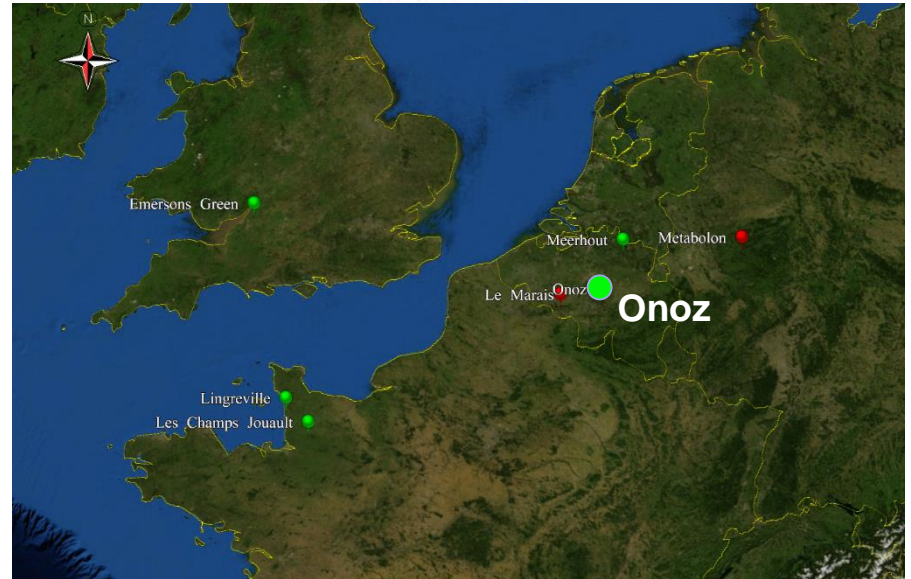 N
Emersons Green
Meerhout
Metabolon
Le Marais
Onoz
Onoz
Lingreville
Les Champs Jouault